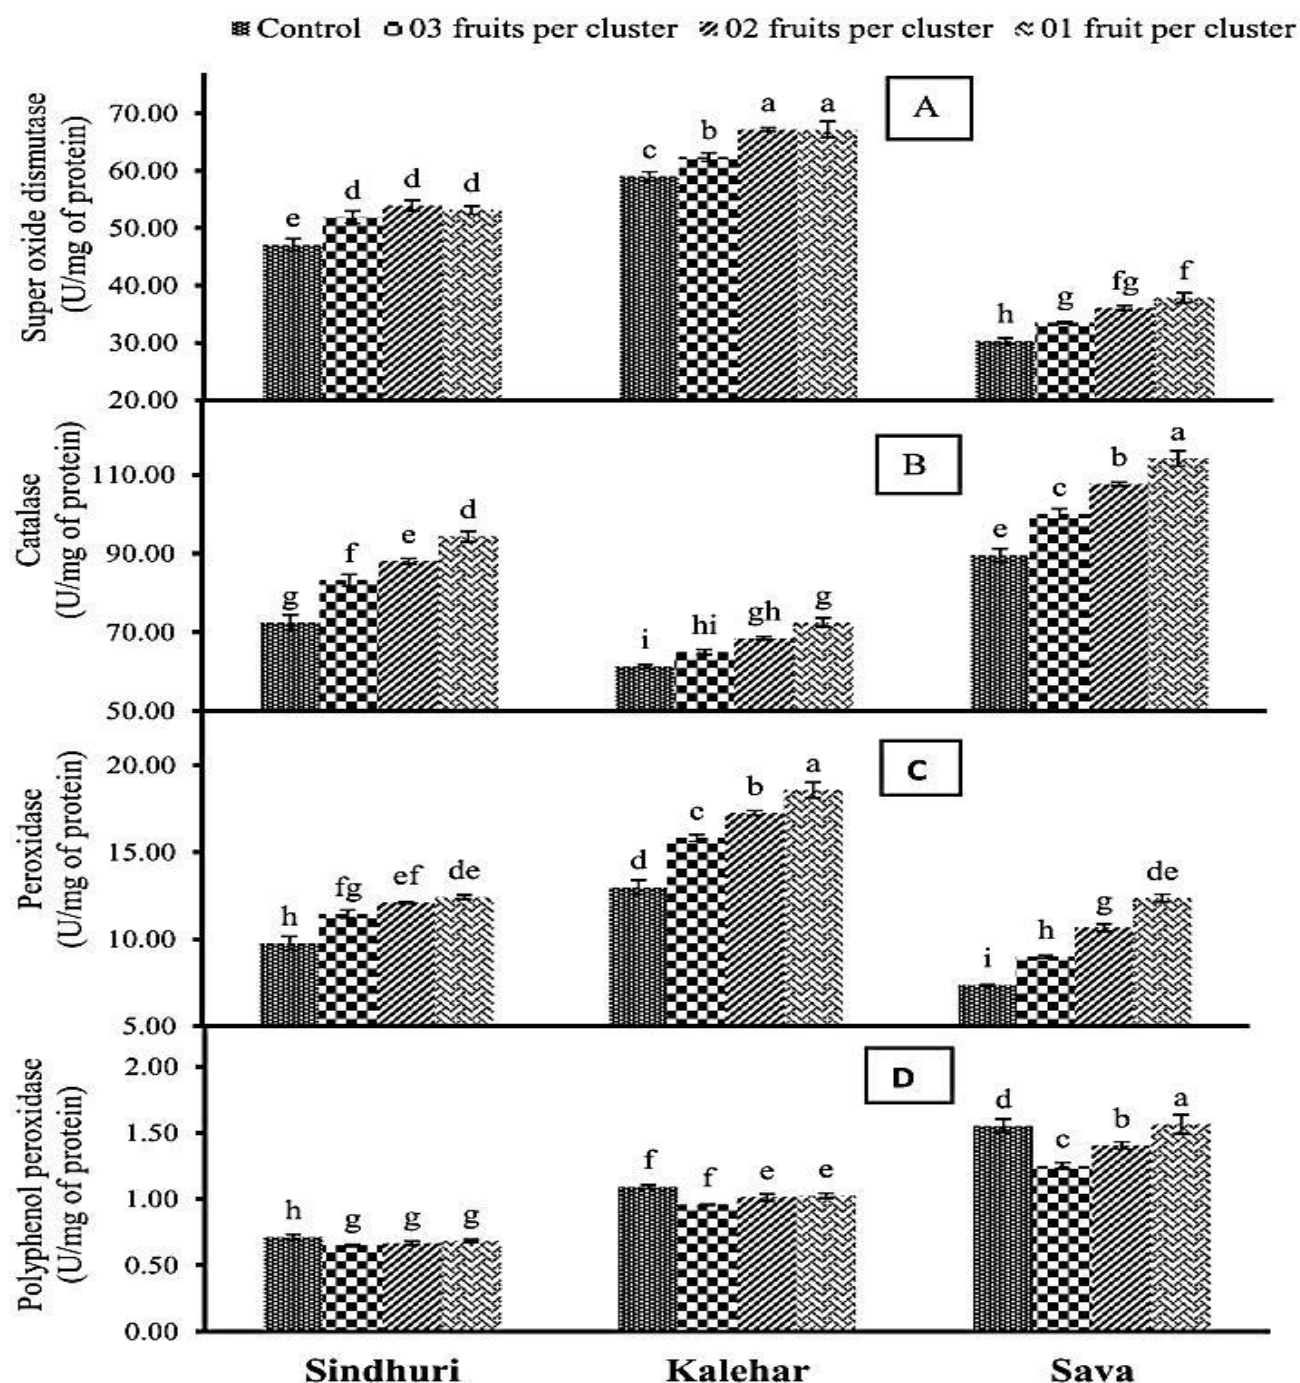 Control 03 fruits per cluster 02 fruits per cluster 01 fruit per cluster
Super oxide dismutase
(U/mg of protein)
70.00
60.00
50.00
40.00
30.00
20.00
e d d d
c b a a
h g fg f
A
Catalase
(U/mg of protein)
110.00
90.00
70.00
50.00
g f e d
i hi gh g
e c b a
B
Peroxidase
(U/mg of protein)
20.00
15.00
10.00
5.00
h fg ef de
d c b a
i h g de
C
Polyphenol peroxidase
(U/mg of protein)
2.00
1.50
1.00
0.50
0.00
h g g g
f f e e
d c b a
D
Sindhuri Kalehar Sava